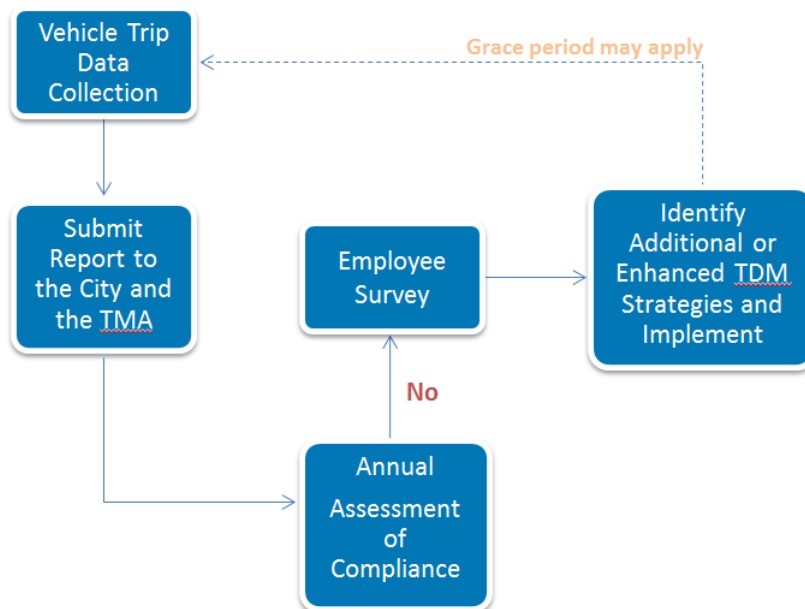 Vehicle Trip
Data
Collection
Grace period may apply
Submit
Report to
the City and
the TMA
Employee
Survey
Identify
Additional or
Enhanced TDM
Strategies and
Implement
No
Annual
Assessment
of
Compliance